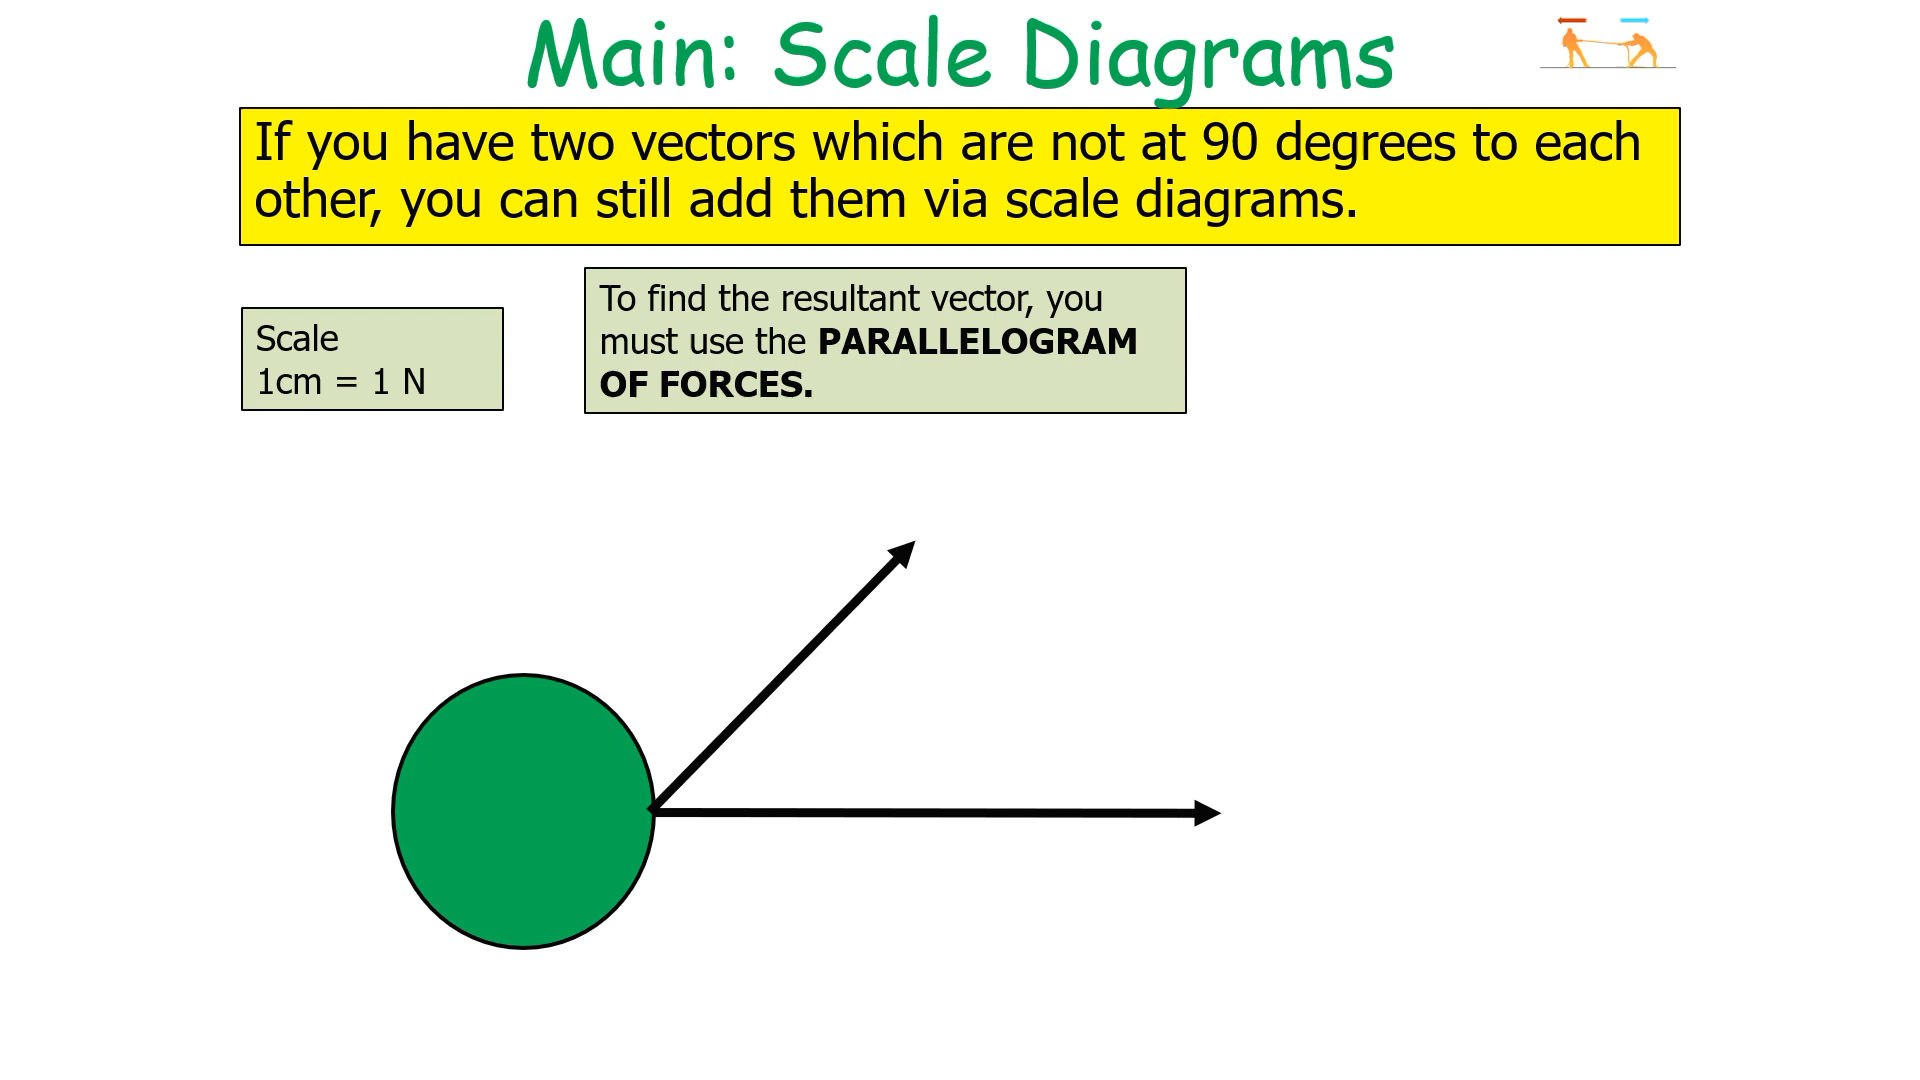 Main: Scale Diagrams
If you have two vectors which are not at 90 degrees to each
other, you can still add them via scale diagrams.
Scale
1cm = 1 N
To find the resultant vector, you
must use the PARALLELOGRAM
OF FORCES.